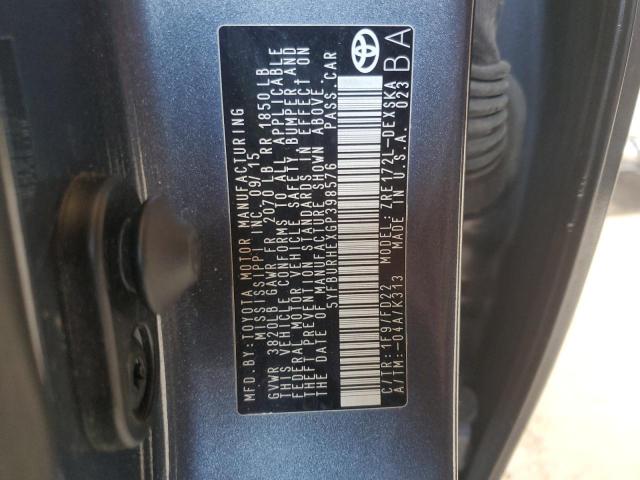 MFD.BY: TOYOTA MOTOR MANUFACTURING
MISSISSIPPI INC. 09/15
GVWR 3820LB GAWR FR 2070LB RR 1850LB
THIS VEHICLE CONFORMS TO ALL APPLICABLE
FEDERAL MOTOR VEHICLE SAFETY BUMPER AND
THEFT PREVENTION STANDARDS IN EFFECT ON
THE DATE OF MANUFACTURE SHOWN ABOVE.
5YFBURHEXGP398576 PASS.CAR
C/TR: 1F9/FD22 MODEL: ZRE172L-DEXSKA
A/TM: -04A/K313 MADE IN U.S.A. 023
BA